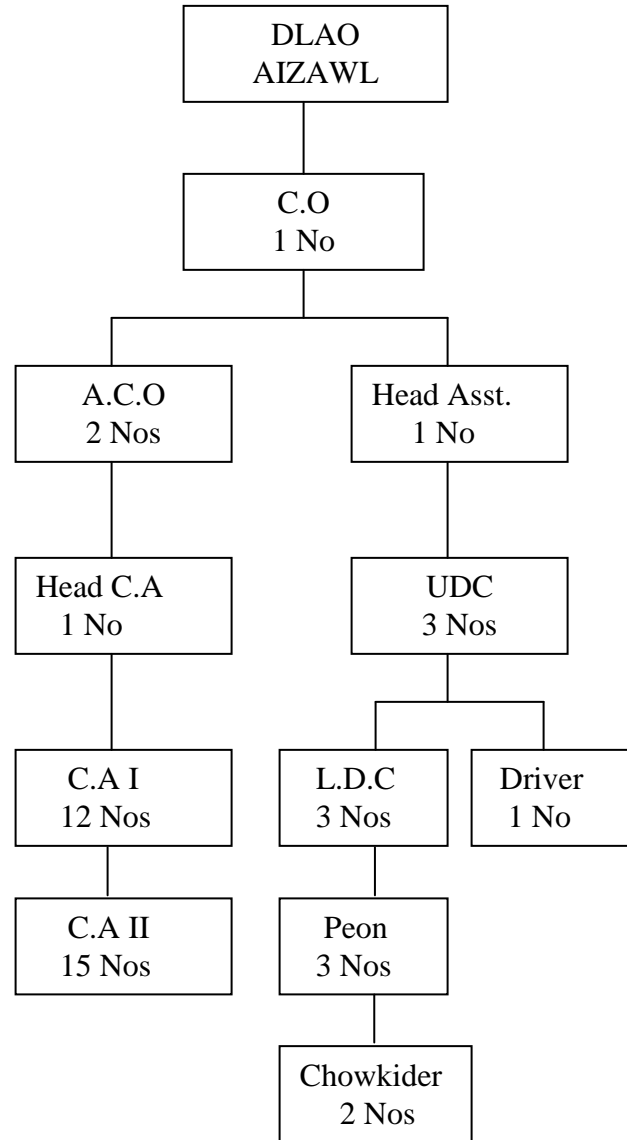 DLAO
AIZAWL
C.O
1 No
A.C.O
2 Nos
Head Asst.
1 No
Head C.A
1 No
UDC
3 Nos
C.A I
12 Nos
L.D.C
3 Nos
Driver
1 No
C.A II
15 Nos
Peon
3 Nos
Chowkider
2 Nos